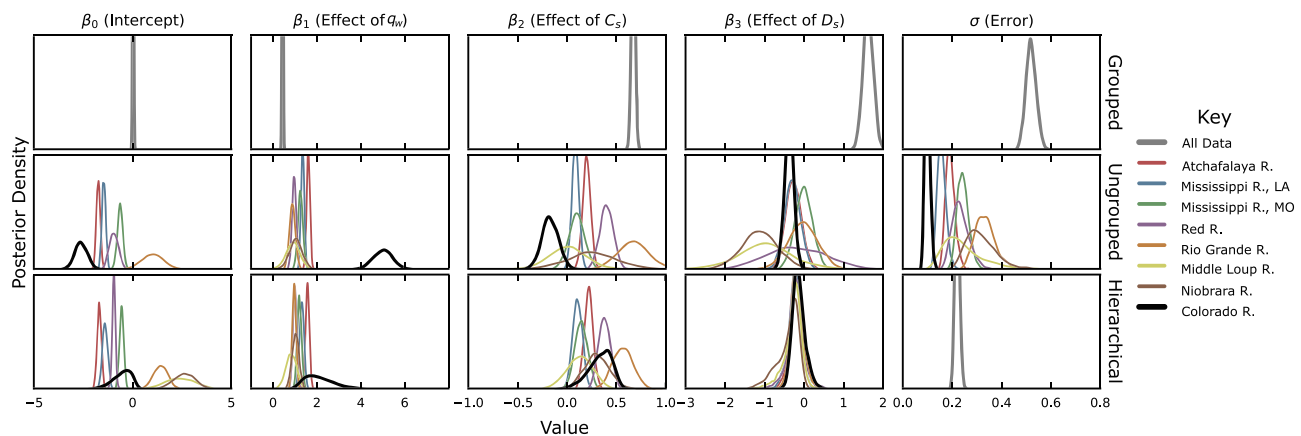 β0 (Intercept)
β1 (Effect of qw)
β2 (Effect of Cs)
β3 (Effect of Ds)
σ (Error)
Posterior Density
Grouped
Ungrouped
Hierarchical
-5 0 5
0 2 4 6
-1.0 -0.5 0.0 0.5 1.0
-3 -2 -1 0 1 2
0.0 0.2 0.4 0.6 0.8
Value
Key
All Data
Atchafalaya R.
Mississippi R., LA
Mississippi R., MO
Red R.
Rio Grande R.
Middle Loup R.
Niobrara R.
Colorado R.